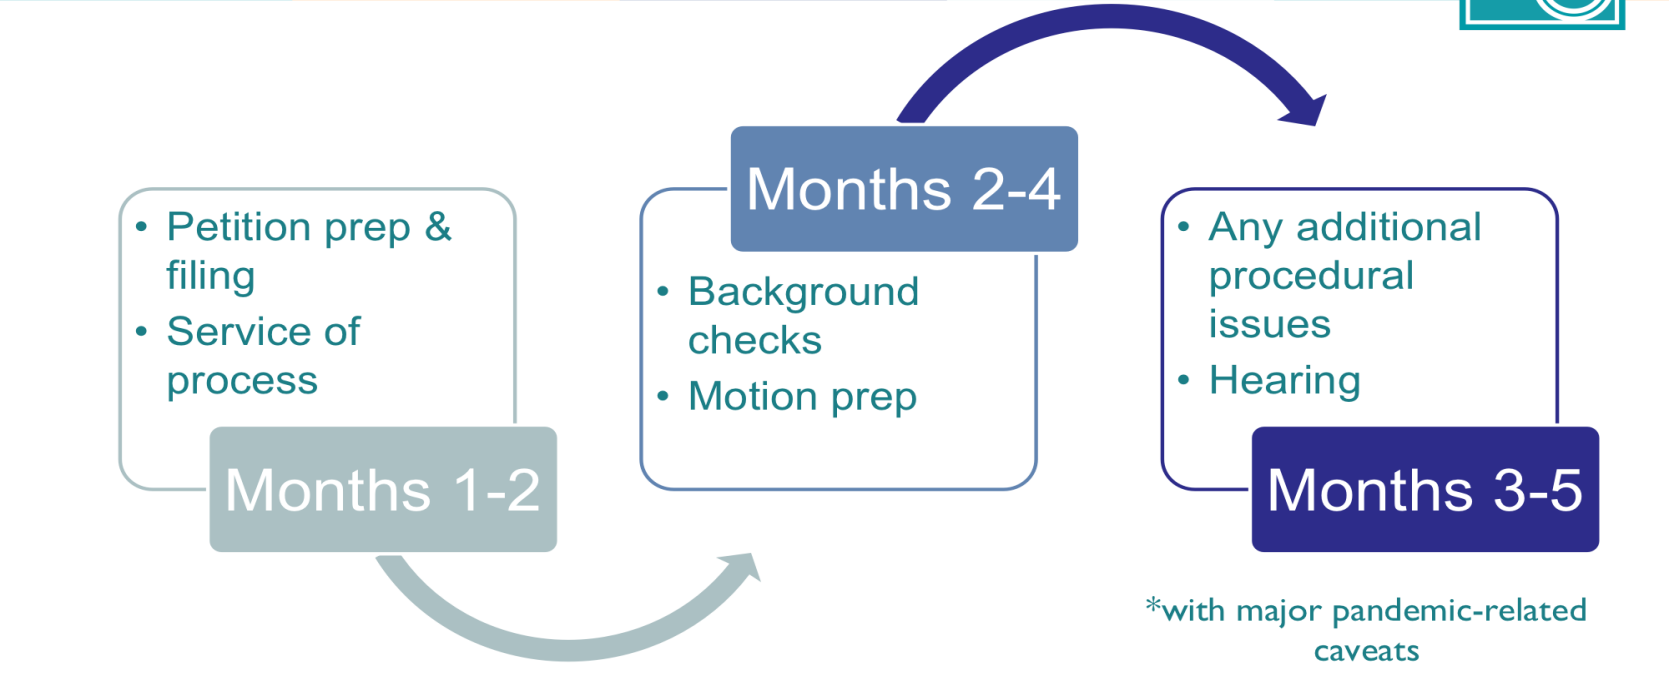 • Petition prep &
filing
• Service of
process
Months 1-2
Months 2-4
• Background
checks
• Motion prep
• Any additional
procedural
issues
• Hearing
Months 3-5
*with major pandemic-related
caveats